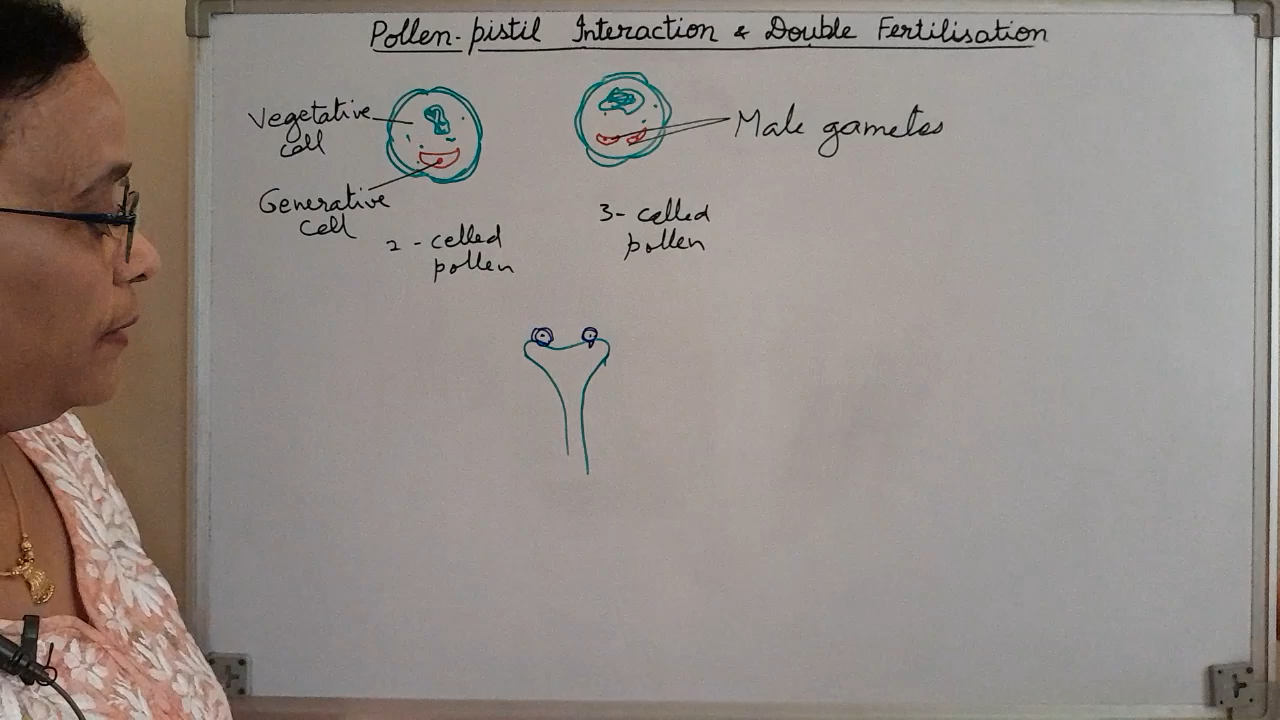 Pollen-pistil Interaction & Double Fertilisation
Vegetative
cell
Generative
cell
2-celled
pollen
3-celled
pollen
Male gametes